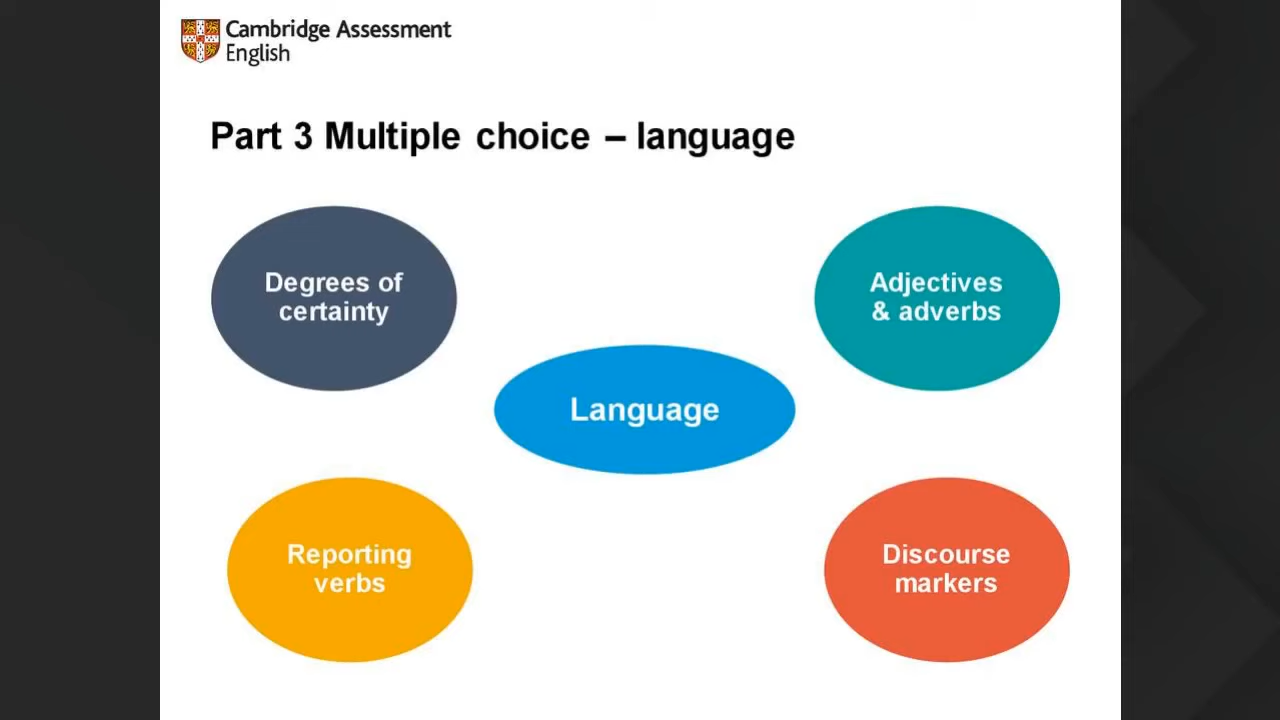 Cambridge Assessment
English
Part 3 Multiple choice – language
Degrees of
certainty
Adjectives
& adverbs
Language
Reporting
verbs
Discourse
markers